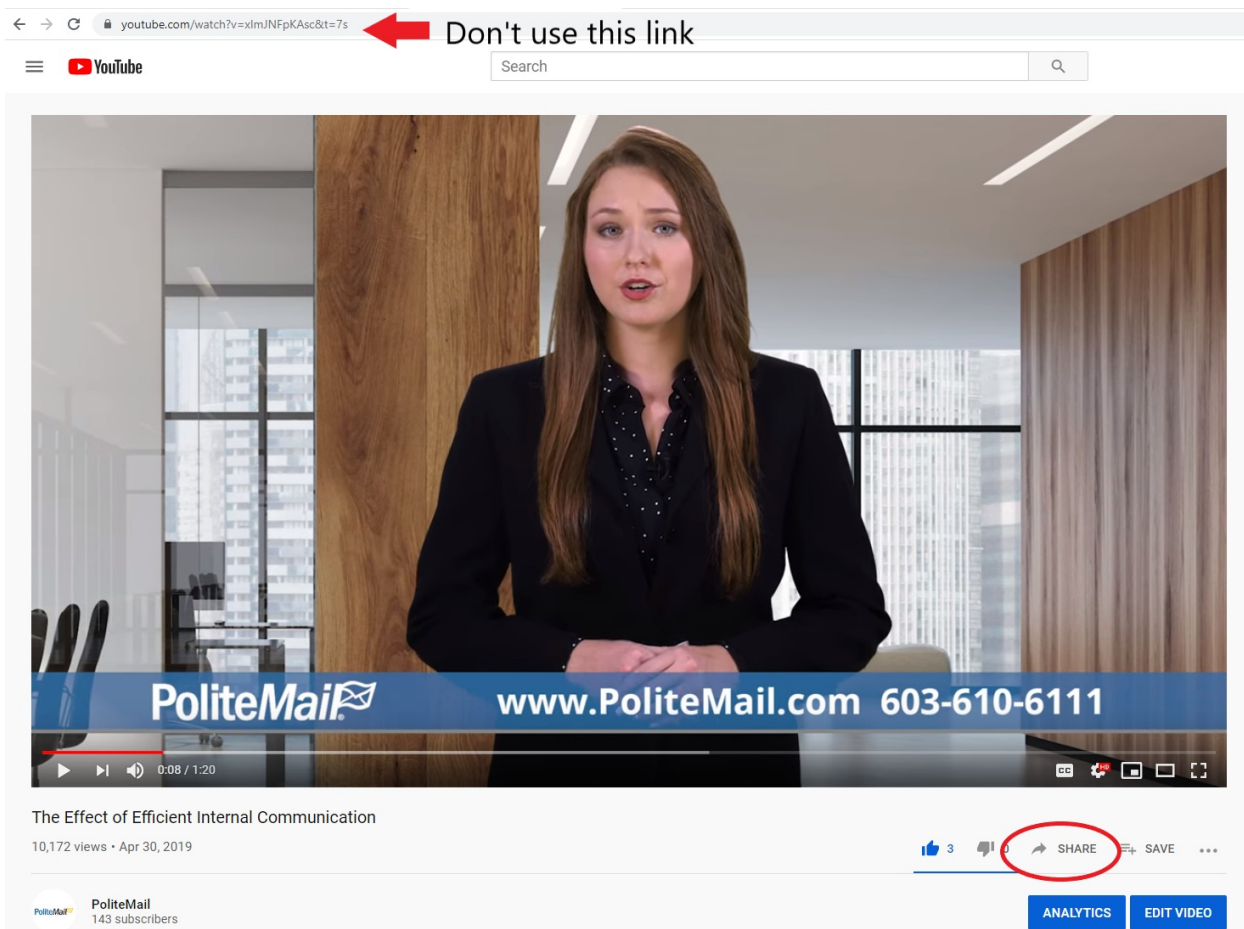 youtube.com/watch?v=xlmJNFpKAsc&t=7s
Don't use this link
YouTube
Search
PoliteMail www.PoliteMail.com 603-610-6111
0:08 / 1:20
CC HD
The Effect of Efficient Internal Communication
10,172 views • Apr 30, 2019
3 0 SHARE SAVE
PoliteMail
PoliteMail
143 subscribers
ANALYTICS EDIT VIDEO